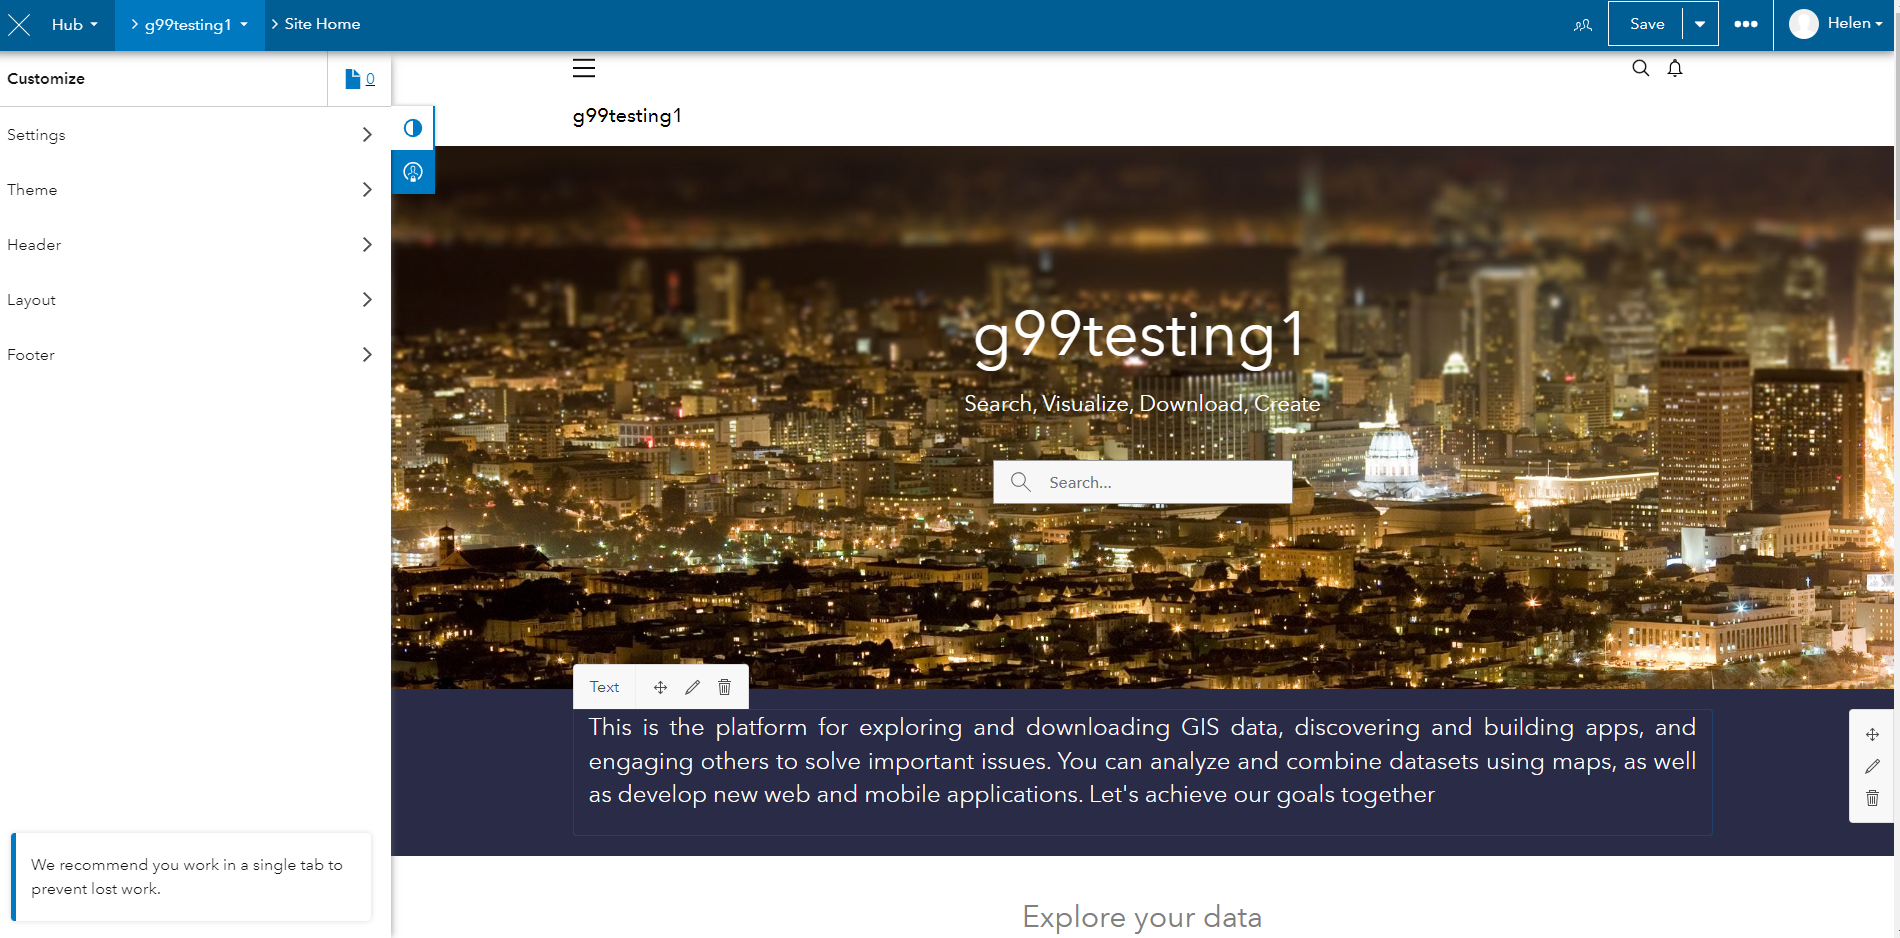 Hub
g99testing1
Site Home
Save
Helen
Customize
0
Settings
Theme
Header
Layout
Footer
We recommend you work in a single tab to
prevent lost work.
g99testing1
g99testing1
Search, Visualize, Download, Create
Search...
Text
This is the platform for exploring and downloading GIS data, discovering and building apps, and
engaging others to solve important issues. You can analyze and combine datasets using maps, as well
as develop new web and mobile applications. Let's achieve our goals together
Explore your data